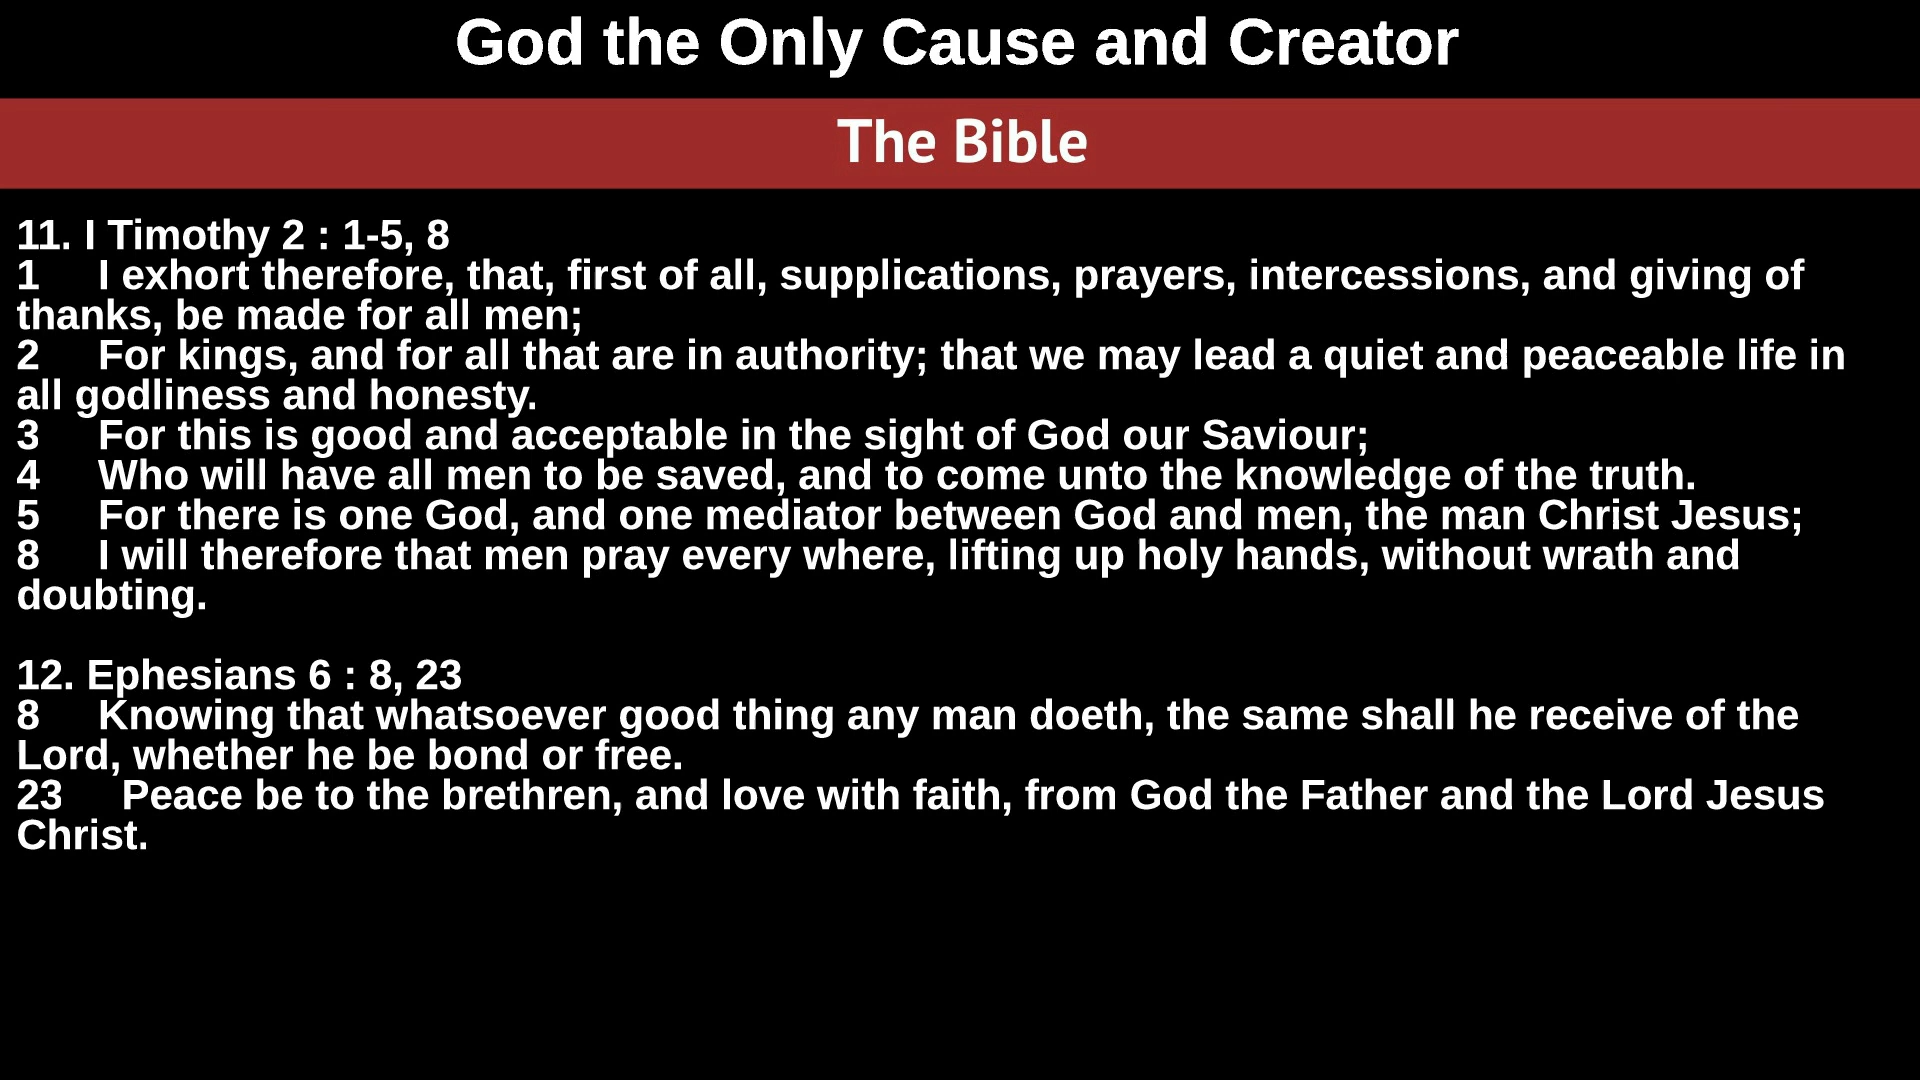 God the Only Cause and Creator
The Bible
11. I Timothy 2 : 1-5, 8
1 I exhort therefore, that, first of all, supplications, prayers, intercessions, and giving of
thanks, be made for all men;
2 For kings, and for all that are in authority; that we may lead a quiet and peaceable life in
all godliness and honesty.
3 For this is good and acceptable in the sight of God our Saviour;
4 Who will have all men to be saved, and to come unto the knowledge of the truth.
5 For there is one God, and one mediator between God and men, the man Christ Jesus;
8 I will therefore that men pray every where, lifting up holy hands, without wrath and
doubting.
12. Ephesians 6 : 8, 23
8 Knowing that whatsoever good thing any man doeth, the same shall he receive of the
Lord, whether he be bond or free.
23 Peace be to the brethren, and love with faith, from God the Father and the Lord Jesus
Christ.